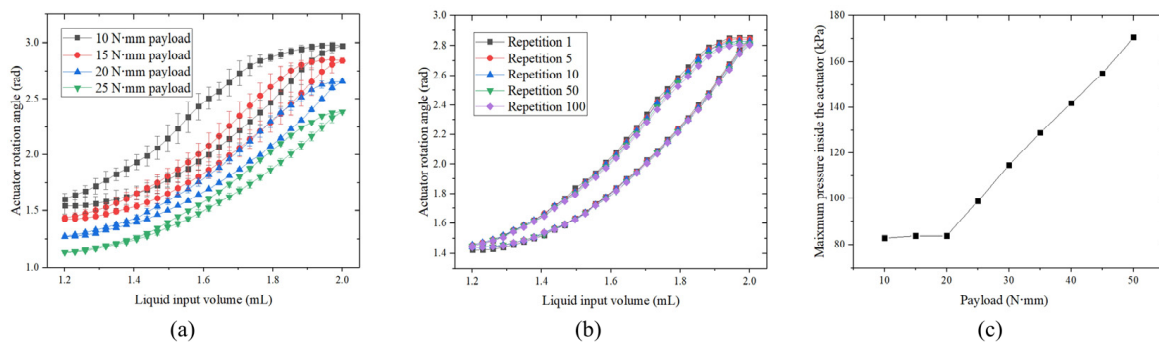 (a)
3.0
2.5
2.0
1.5
1.0
Actuator rotation angle (rad)
10 N·mm payload
15 N·mm payload
20 N·mm payload
25 N·mm payload
1.2 1.4 1.6 1.8 2.0
Liquid input volume (mL)
(b)
3.0
2.8
2.6
2.4
2.2
2.0
1.8
1.6
1.4
Actuator rotation angle (rad)
Repetition 1
Repetition 5
Repetition 10
Repetition 50
Repetition 100
1.2 1.4 1.6 1.8 2.0
Liquid input volume (mL)
(c)
180
160
140
120
100
80
Maixmum pressure inside the actuator (kPa)
10 20 30 40 50
Payload (N·mm)